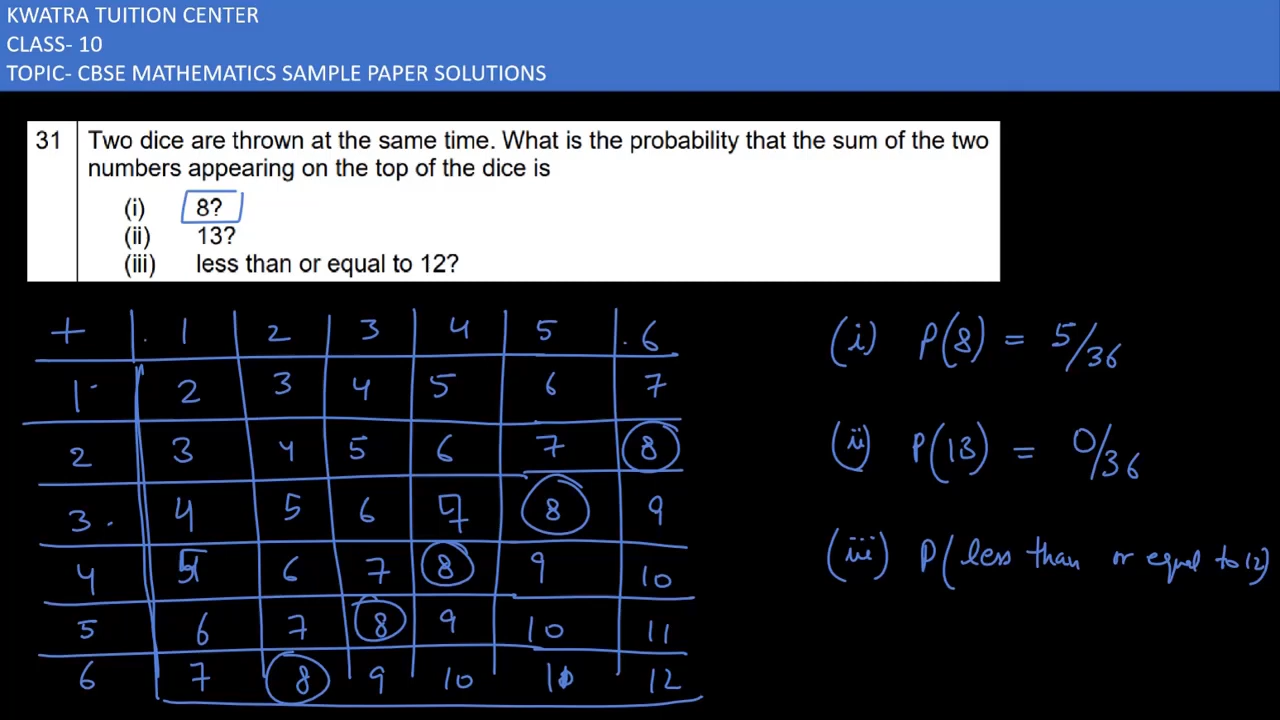 KWATRA TUITION CENTER
CLASS- 10
TOPIC- CBSE MATHEMATICS SAMPLE PAPER SOLUTIONS
31 Two dice are thrown at the same time. What is the probability that the sum of the two
numbers appearing on the top of the dice is
(i) 8?
(ii) 13?
(iii) less than or equal to 12?
+ 1 2 3 4 5 6
1 2 3 4 5 6 7
2 3 4 5 6 7 8
3 4 5 6 7 8 9
4 5 6 7 8 9 10
5 6 7 8 9 10 11
6 7 8 9 10 11 12
(i) P(8) = 5/36
(ii) P(13) = 0/36
(iii) P(less than or equal to 12)